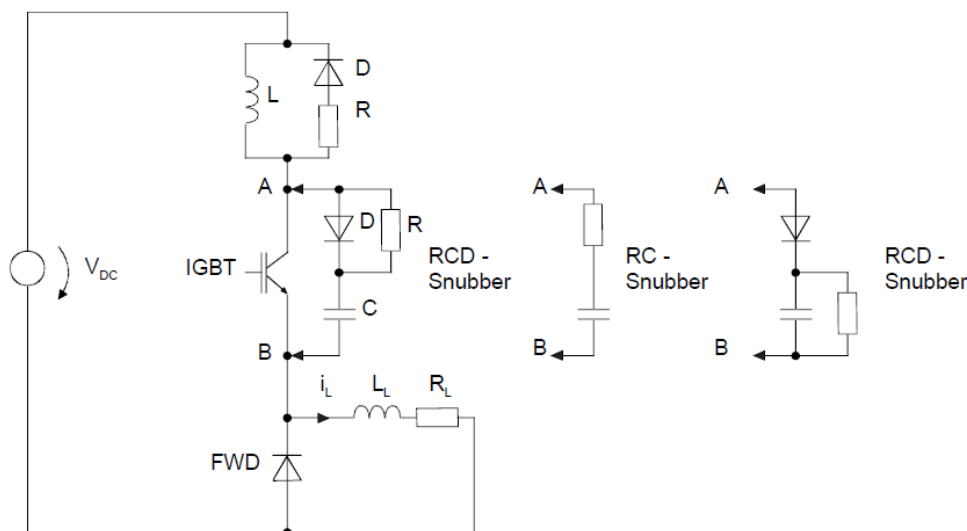 D
L
R
A
D
R
RCD -
Snubber
IGBT
C
B
V_DC
i_L
L_L
R_L
FWD
A
RC -
Snubber
B
A
RCD -
Snubber
B